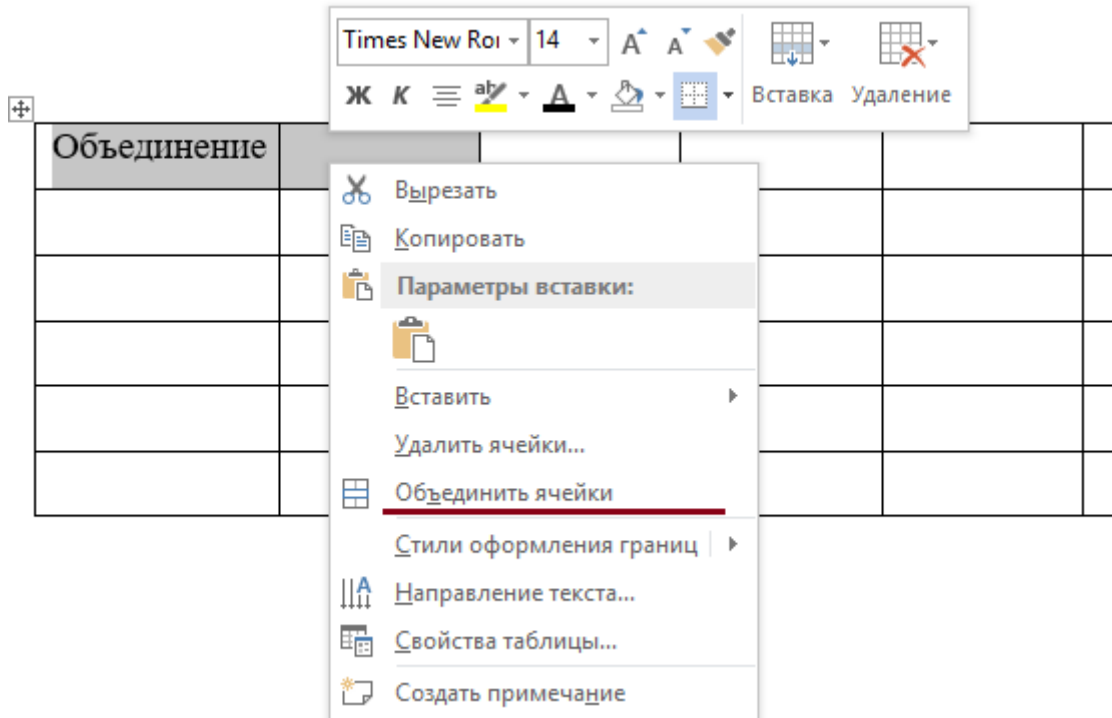 Times New Roı 14
Ж К Вставка Удаление
Объединение
Вырезать
Копировать
Параметры вставки:
Вставить
Удалить ячейки...
Объединить ячейки
Стили оформления границ
Направление текста...
Свойства таблицы...
Создать примечание